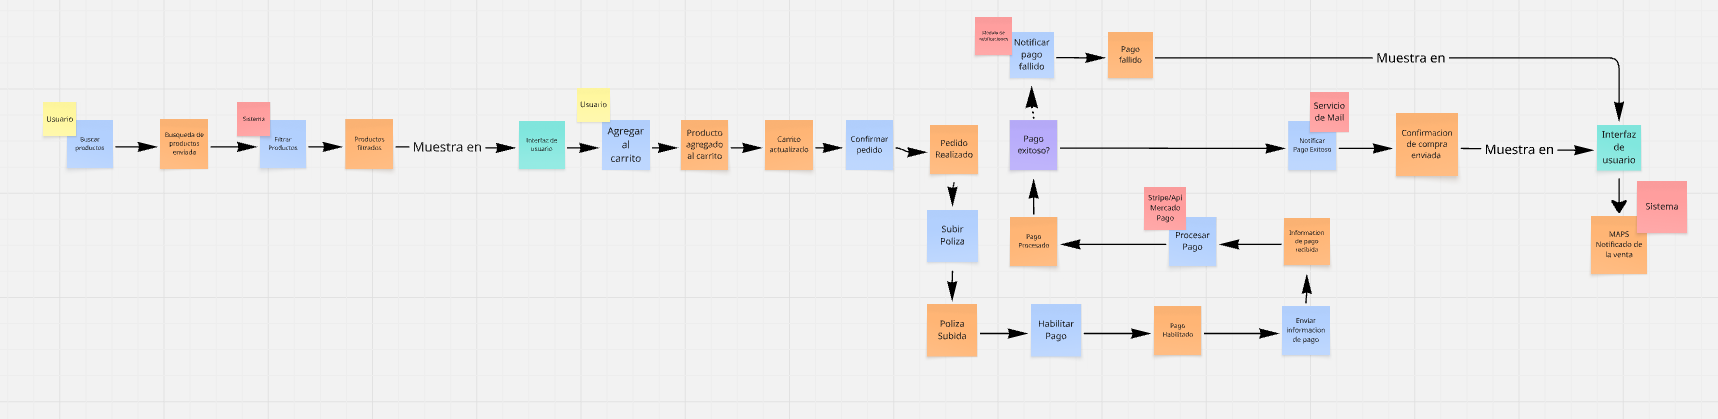 Usuario
Buscar
productos
Busqueda de
productos
enviada
Sistema
Filtrar
Productos
Productos
filtrados
Muestra en
Interfaz de
usuario
Usuario
Agregar
al
carrito
Producto
agregado
al carrito
Carrito
actualizado
Confirmar
pedido
Pedido
Realizado
Subir
Poliza
Poliza
Subida
Habilitar
Pago
Pago
Habilitado
Enviar
informacion
de pago
Informacion
de pago
recibida
Stripe/Api
Mercado
Pago
Procesar
Pago
Pago
Procesado
Pago
exitoso?
Modulo de
notificaciones
Notificar
pago
fallido
Pago
fallido
Muestra en
Servicio
de Mail
Notificar
Pago Exitoso
Confirmacion
de compra
enviada
Muestra en
Interfaz
de
usuario
Sistema
MAPS
Notificado de
la venta